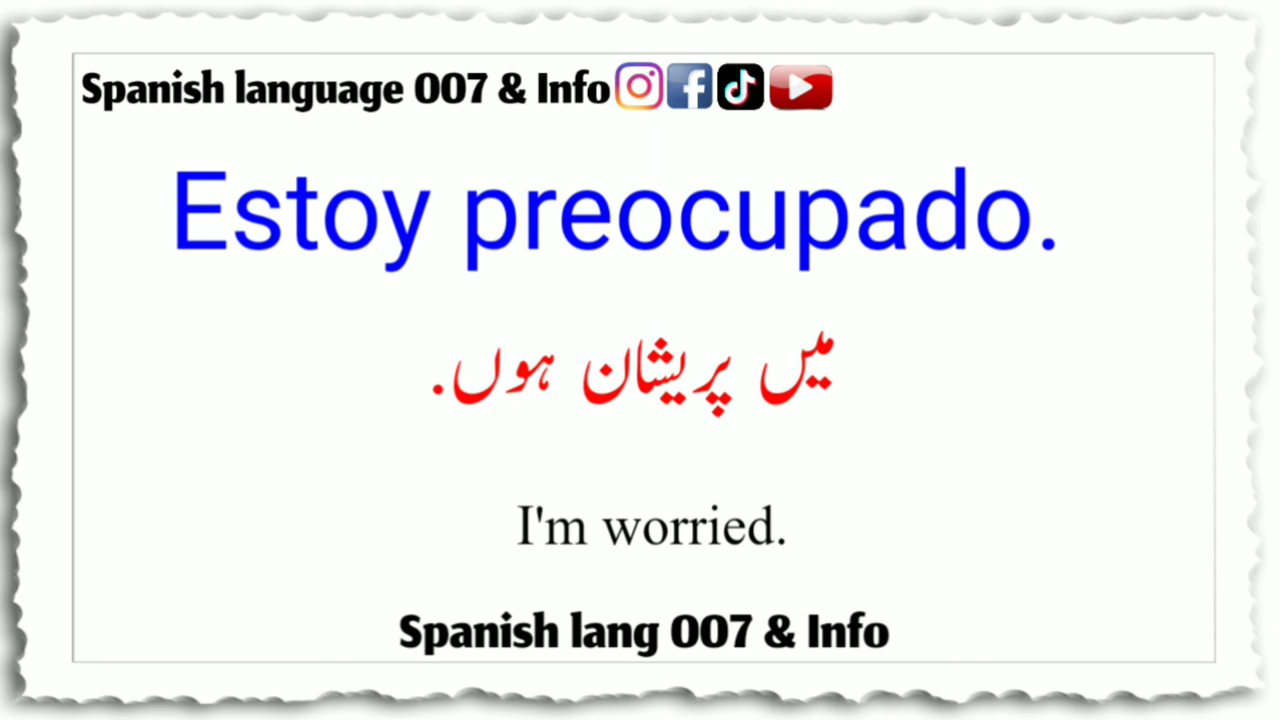 Spanish language 007 & Info
Estoy preocupado.
میں پریشان ہوں.
I'm worried.
Spanish lang 007 & Info